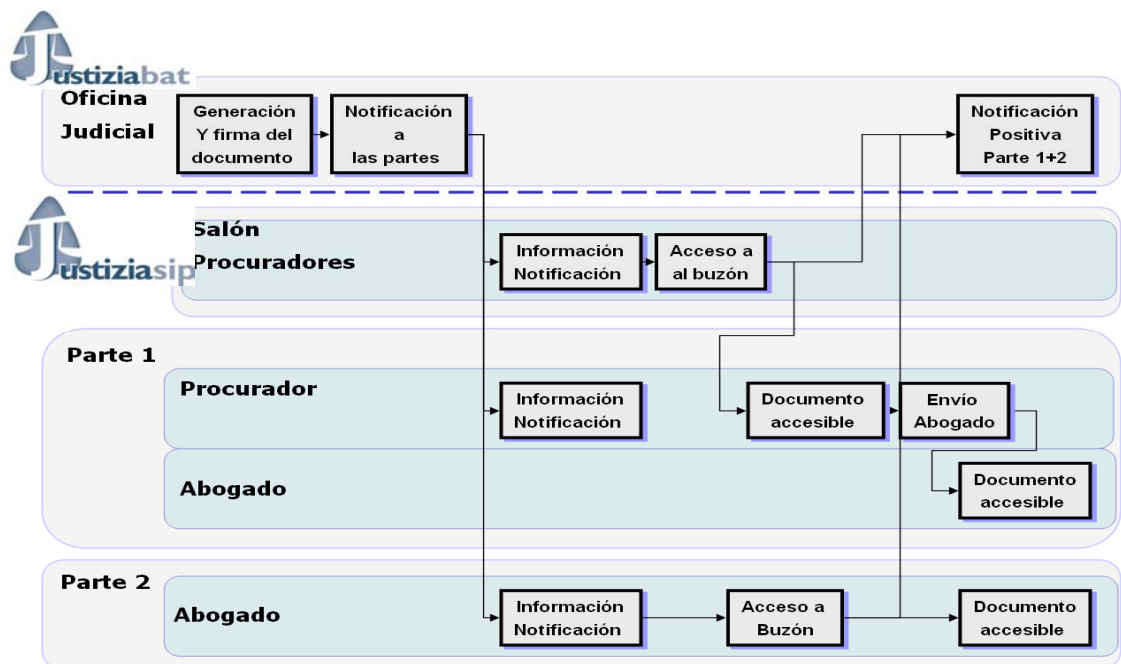 Justiziabat
Oficina
Judicial
Generación
Y firma del
documento
Notificación
a
las partes
Notificación
Positiva
Parte 1+2
Justiziasip
Salón
Procuradores
Información
Notificación
Acceso a
al buzón
Parte 1
Procurador
Información
Notificación
Documento
accesible
Envío
Abogado
Abogado
Documento
accesible
Parte 2
Abogado
Información
Notificación
Acceso a
Buzón
Documento
accesible